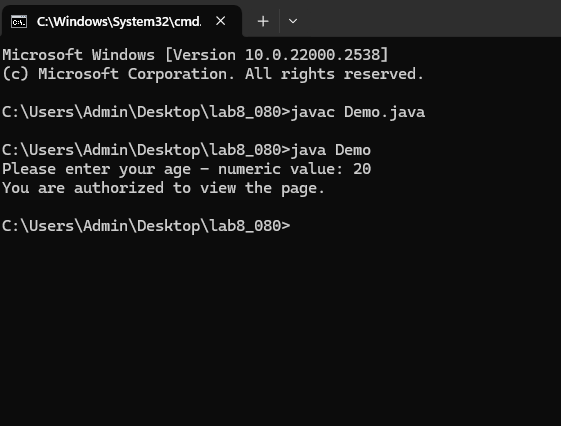 C:\Windows\System32\cmd.
Microsoft Windows [Version 10.0.22000.2538]
(c) Microsoft Corporation. All rights reserved.
C:\Users\Admin\Desktop\lab8_080>javac Demo.java
C:\Users\Admin\Desktop\lab8_080>java Demo
Please enter your age - numeric value: 20
You are authorized to view the page.
C:\Users\Admin\Desktop\lab8_080>